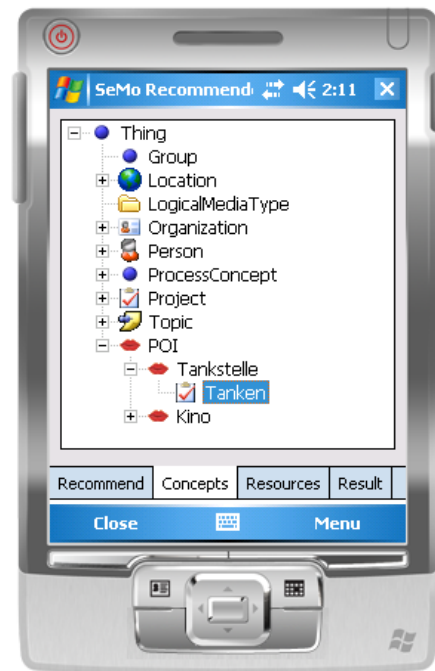 SeMo Recommend 2:11
Thing
Group
Location
LogicalMediaType
Organization
Person
ProcessConcept
Project
Topic
POI
Tankstelle
Tanken
Kino
Recommend Concepts Resources Result
Close Menu